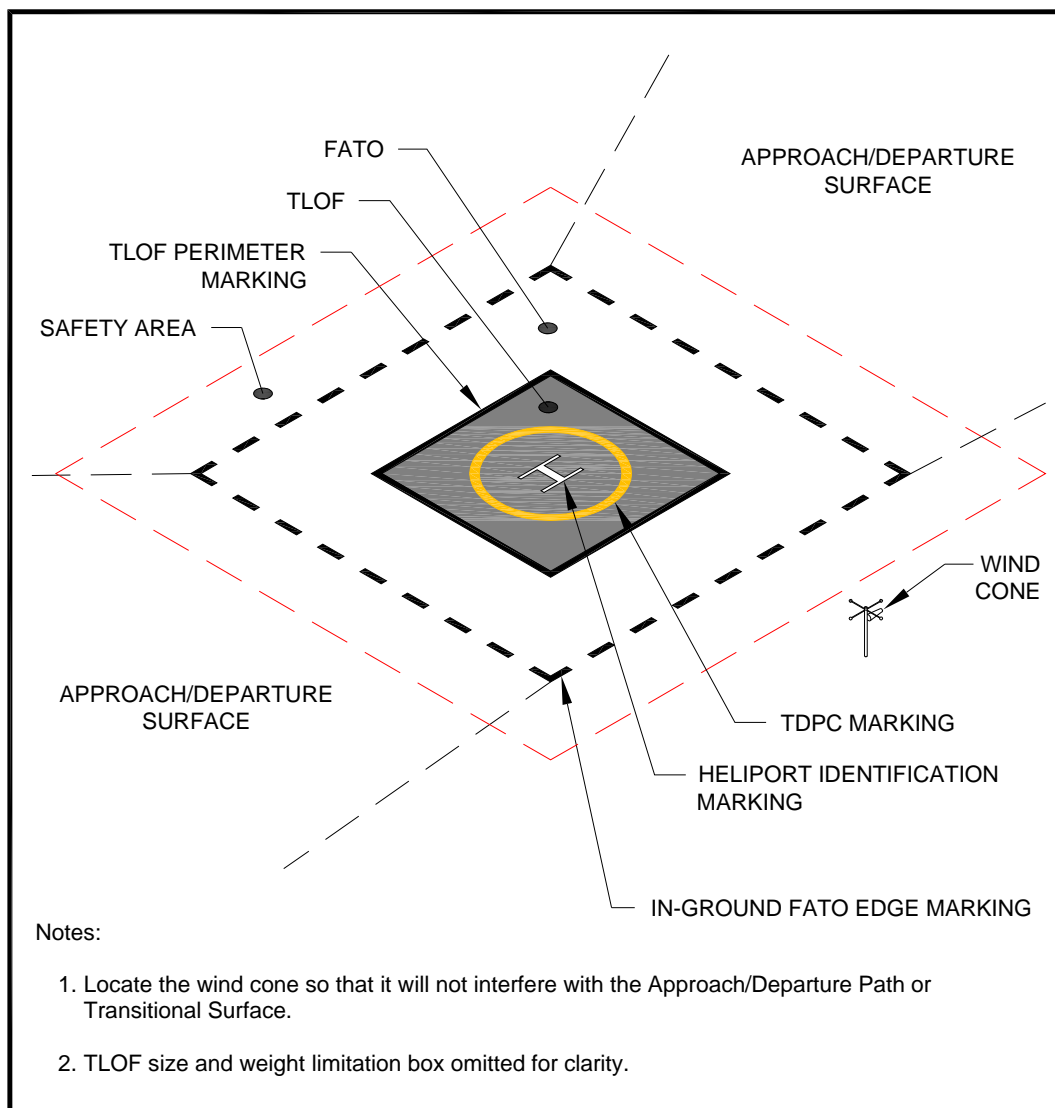 FATO
APPROACH/DEPARTURE
SURFACE
TLOF
TLOF PERIMETER
MARKING
SAFETY AREA
H
WIND
CONE
APPROACH/DEPARTURE
SURFACE
TDPC MARKING
HELIPORT IDENTIFICATION
MARKING
IN-GROUND FATO EDGE MARKING
Notes:
1. Locate the wind cone so that it will not interfere with the Approach/Departure Path or
Transitional Surface.
2. TLOF size and weight limitation box omitted for clarity.